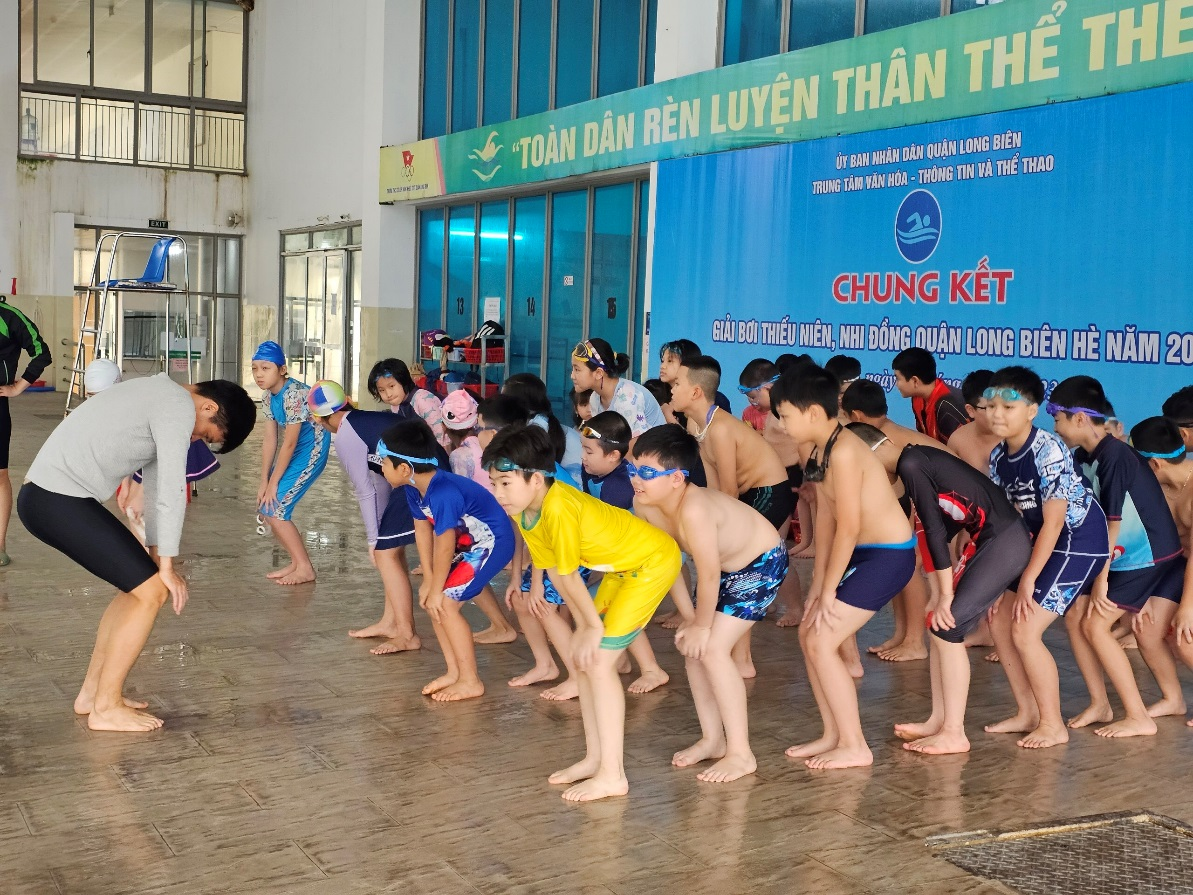 "TOÀN DÂN RÈN LUYỆN THÂN THỂ THE
ỦY BAN NHÂN DÂN QUẬN LONG BIÊN
TRUNG TÂM VĂN HÓA - THÔNG TIN VÀ THỂ THAO
CHUNG KẾT
GIẢI BƠI THIẾU NIÊN, NHI ĐỒNG QUẬN LONG BIÊN HÈ NĂM 20
EXIT
13
14
15